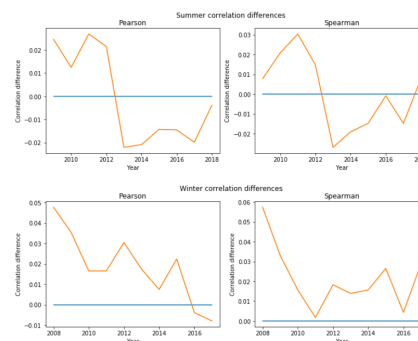 Summer correlation differences
Pearson
Spearman
Correlation difference
0.02
0.01
0.00
−0.01
−0.02
2010 2012 2014 2016 2018
Year
Correlation difference
0.03
0.02
0.01
0.00
−0.01
−0.02
2010 2012 2014 2016 201
Year
Winter correlation differences
Pearson
Spearman
Correlation difference
0.05
0.04
0.03
0.02
0.01
0.00
−0.01
2008 2010 2012 2014 2016
Year
Correlation difference
0.06
0.05
0.04
0.03
0.02
0.01
0.00
2008 2010 2012 2014 2016
Year